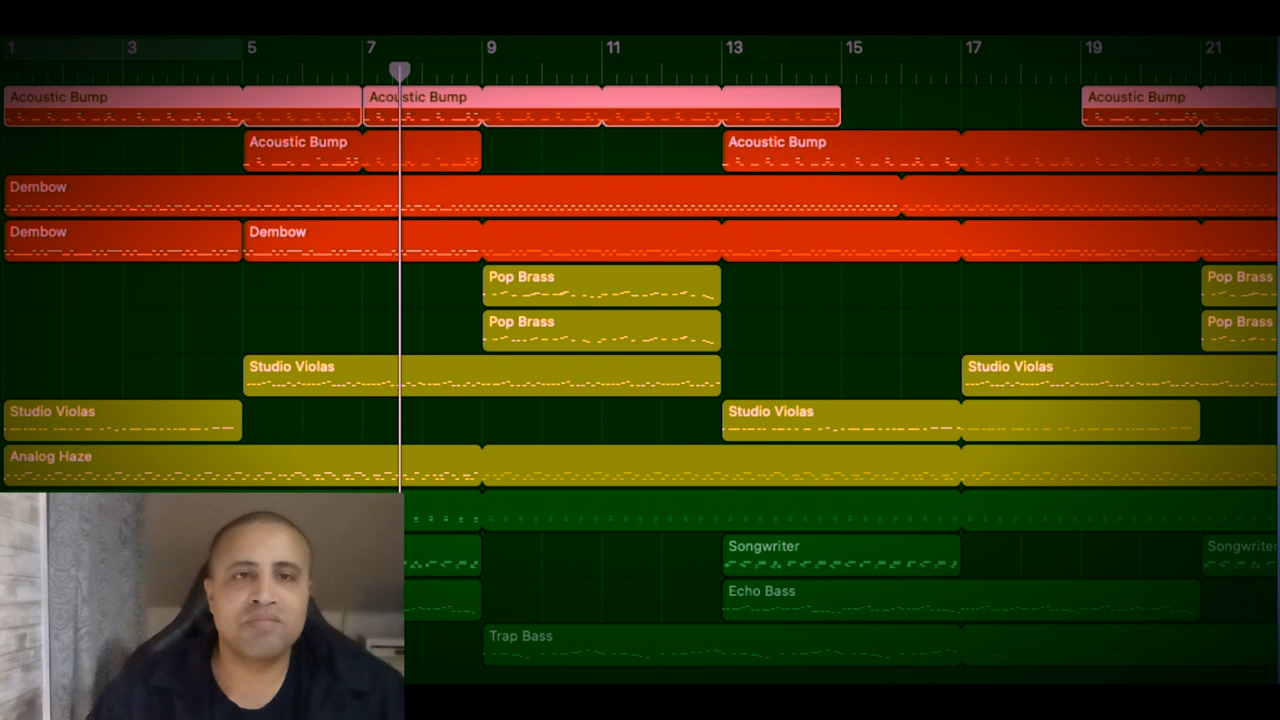 1 3 5 7 9 11 13 15 17 19 21
Acoustic Bump Acoustic Bump Acoustic Bump
Acoustic Bump Acoustic Bump
Dembow
Dembow Dembow
Pop Brass Pop Brass
Pop Brass Pop Brass
Studio Violas Studio Violas
Studio Violas Studio Violas
Analog Haze
Songwriter Songwriter
Echo Bass
Trap Bass